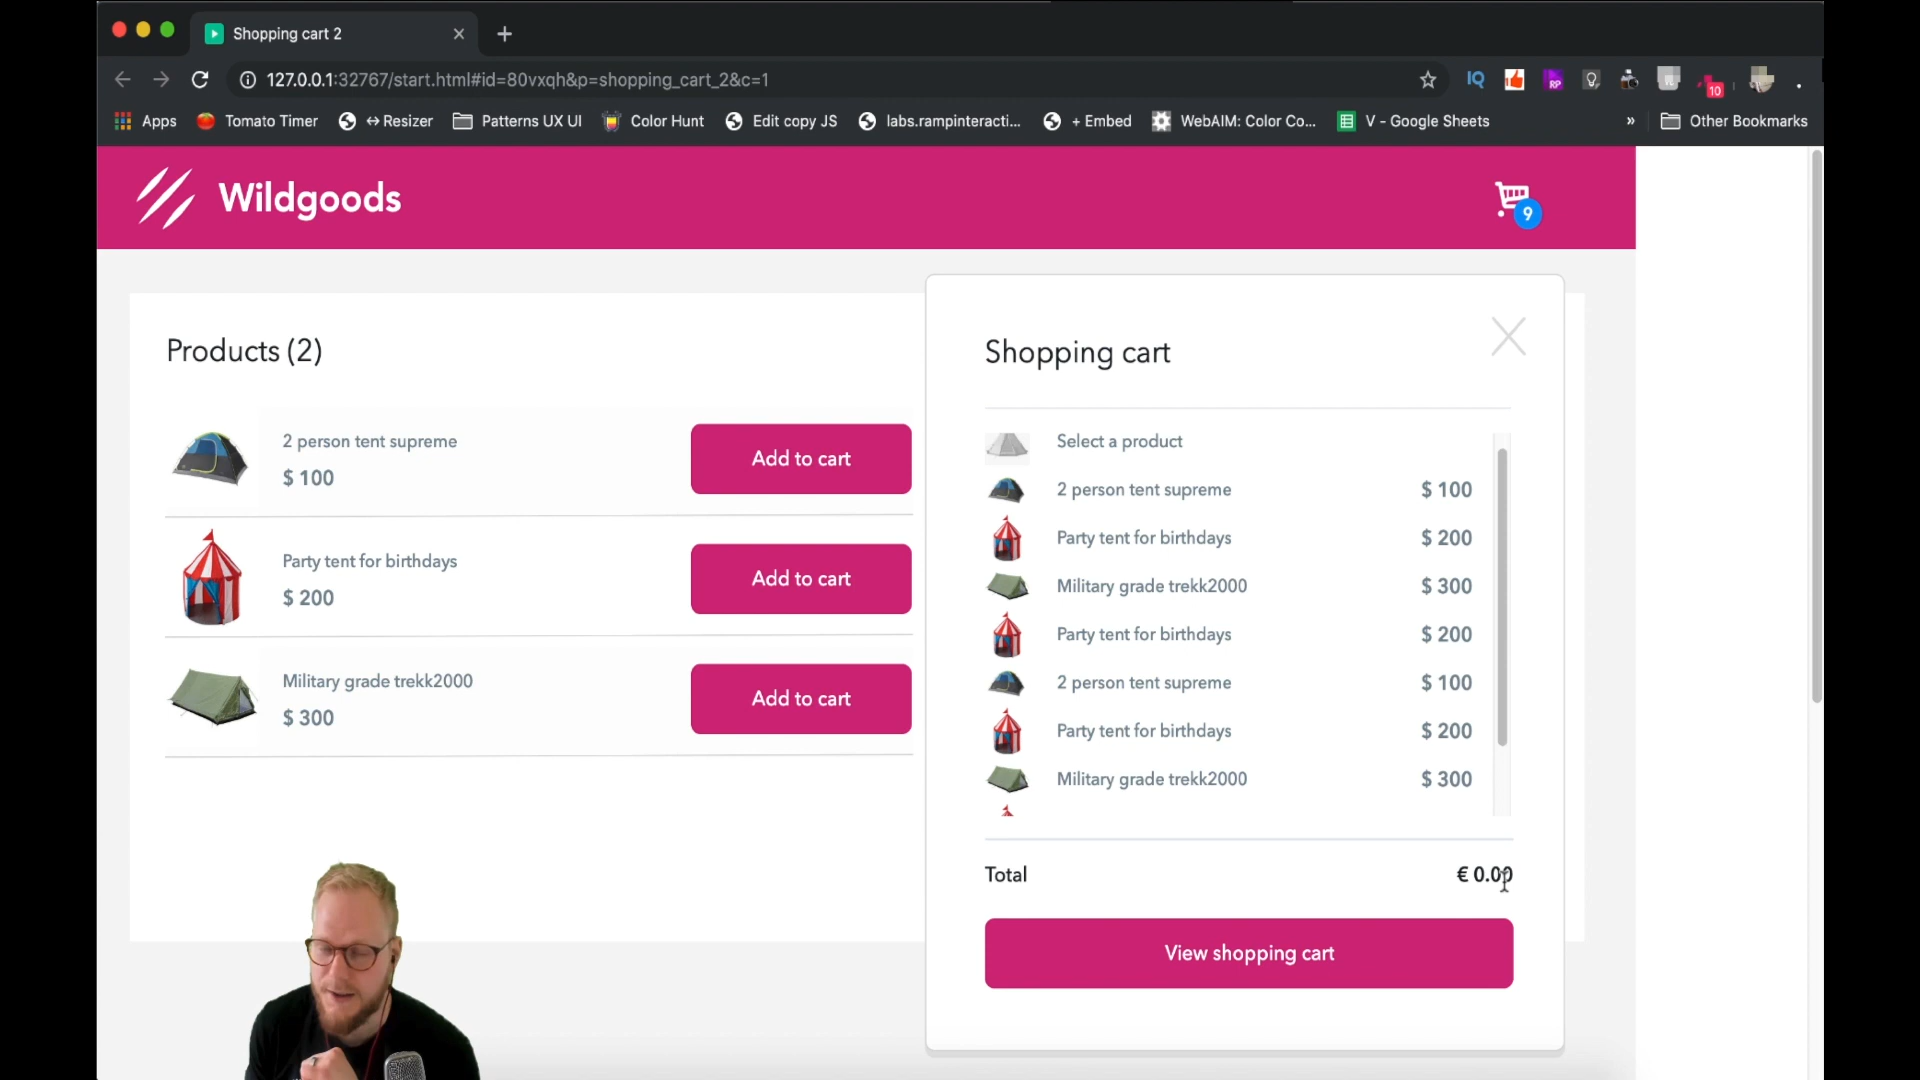 Shopping cart 2
127.0.0.1:32767/start.html#id=80vxqh&p=shopping_cart_2&c=1
IQ
RP
10
Apps
Tomato Timer
↔Resizer
Patterns UX UI
Color Hunt
Edit copy JS
labs.rampinteracti...
+ Embed
WebAIM: Color Co...
V - Google Sheets
»
Other Bookmarks
Wildgoods
9
Products (2)
2 person tent supreme
$ 100
Add to cart
Party tent for birthdays
$ 200
Add to cart
Military grade trekk2000
$ 300
Add to cart
Shopping cart
Select a product
2 person tent supreme $ 100
Party tent for birthdays $ 200
Military grade trekk2000 $ 300
Party tent for birthdays $ 200
2 person tent supreme $ 100
Party tent for birthdays $ 200
Military grade trekk2000 $ 300
Total € 0.00
View shopping cart